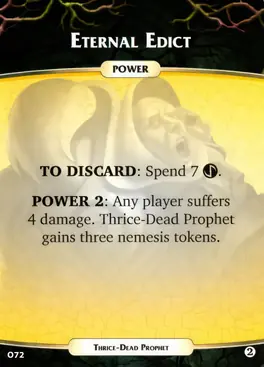 ETERNAL EDICT
POWER
TO DISCARD: Spend 7 .
POWER 2: Any player suffers
4 damage. Thrice-Dead Prophet
gains three nemesis tokens.
072
THRICE-DEAD PROPHET
2